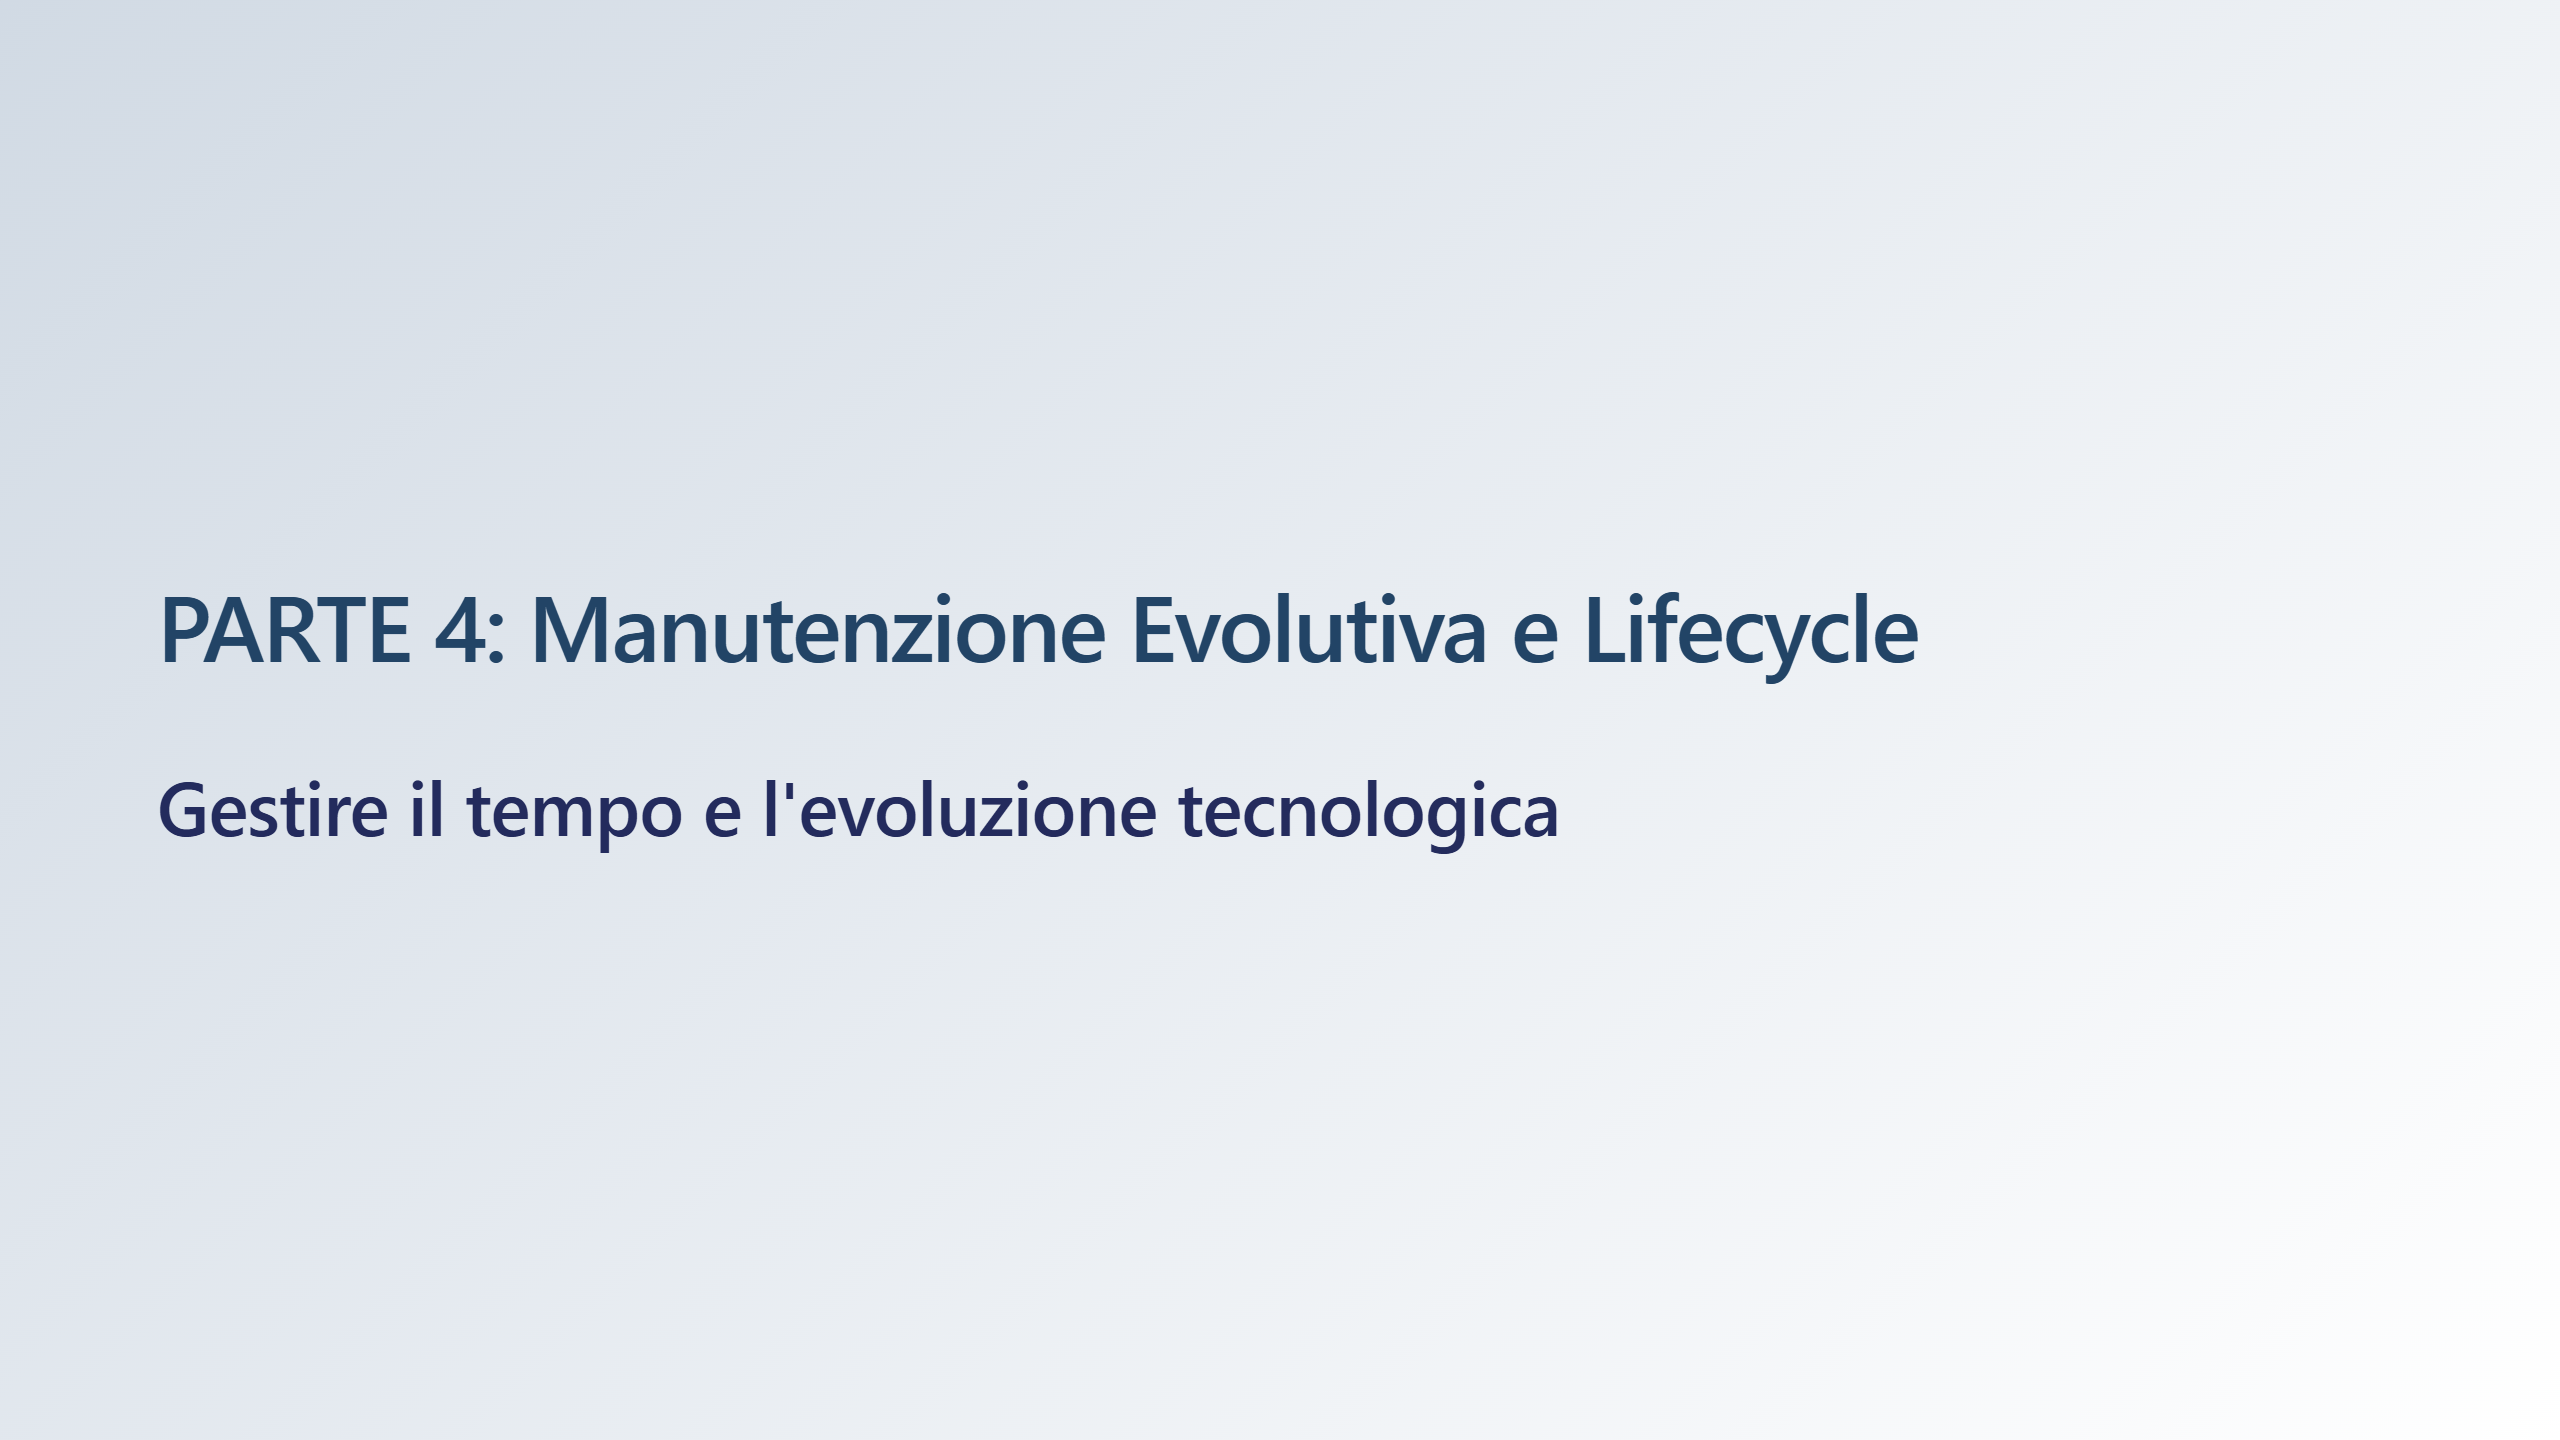 PARTE 4: Manutenzione Evolutiva e Lifecycle
Gestire il tempo e l'evoluzione tecnologica